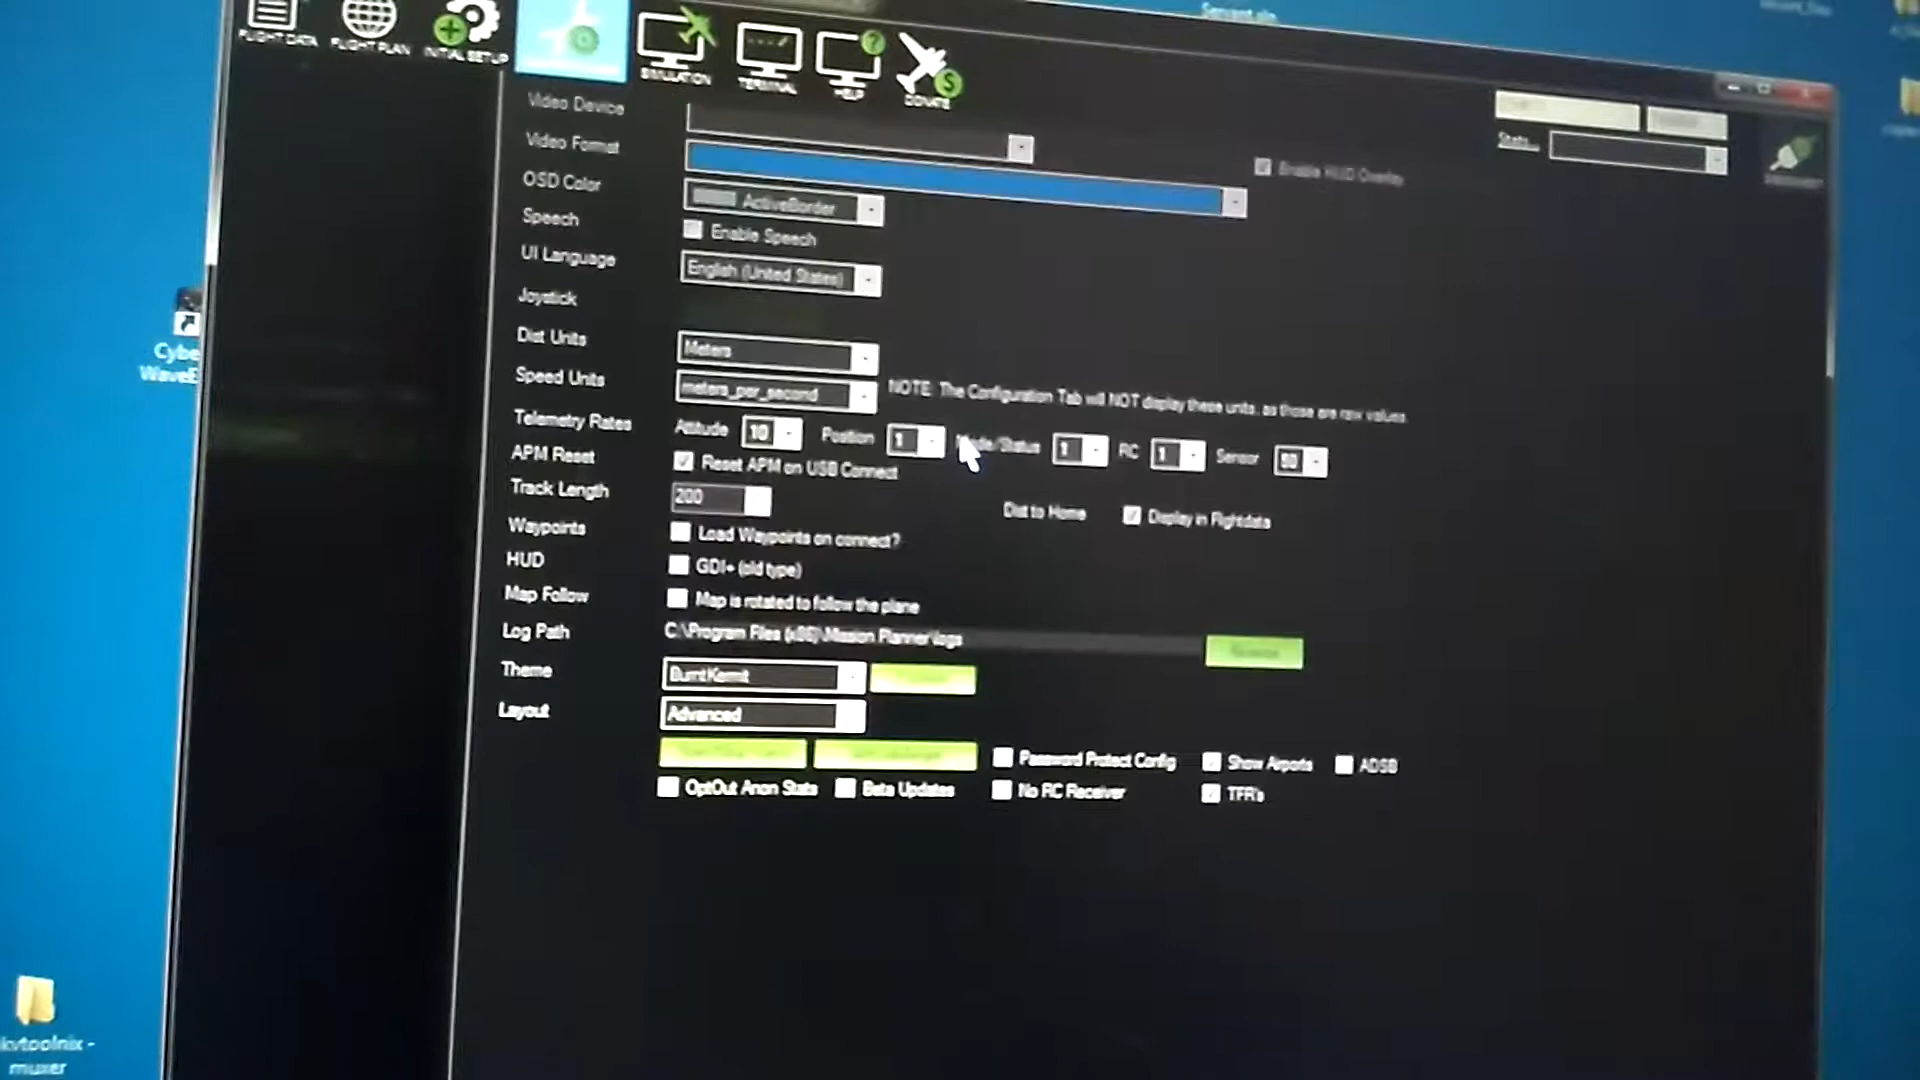 FLIGHT DATA
FLIGHT PLAN
INITIAL SETUP
SIMULATION
TERMINAL
HELP
DONATE
Stats...
Video Device
Video Format
Enable HUD Overlay
OSD Color
ActiveBorder
Speech
Enable Speech
UI Language
English (United States)
Joystick
Dist Units
Meters
Speed Units
meters_per_second
NOTE: The Configuration Tab will NOT display these units, as those are raw values.
Telemetry Rates
Attitude
10
Position
1
Mode/Status
1
RC
1
Sensor
50
APM Reset
Reset APM on USB Connect
Track Length
200
Dist to Home
Display in Flightdata
Waypoints
Load Waypoints on connect?
HUD
GDI+ (old type)
Map Follow
Map is rotated to follow the plane
Log Path
C:\Program Files (x86)\Mission Planner\logs
Theme
BurntKermit
Layout
Advanced
Password Protect Config
Show Airports
ADSB
OptOut Anon Stats
Beta Updates
No RC Receiver
TFR's
Cybe
WaveE
kvtoolnix -
muxer